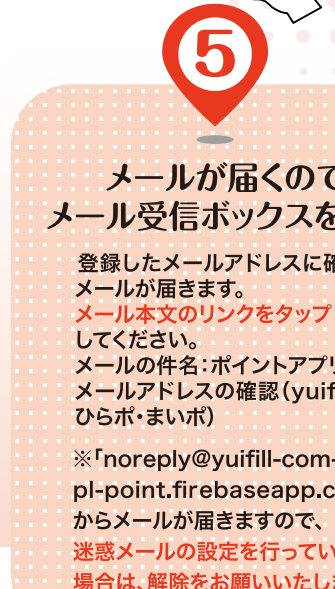 5
メールが届くので
メール受信ボックスを
登録したメールアドレスに確
メールが届きます。
メール本文のリンクをタップ
してください。
メールの件名：ポイントアプリ
メールアドレスの確認（yuif
ひらポ・まいポ）
※「noreply@yuifill-com-
pl-point.firebaseapp.c
からメールが届きますので、
迷惑メールの設定を行ってい
場合は、解除をお願いいたしま